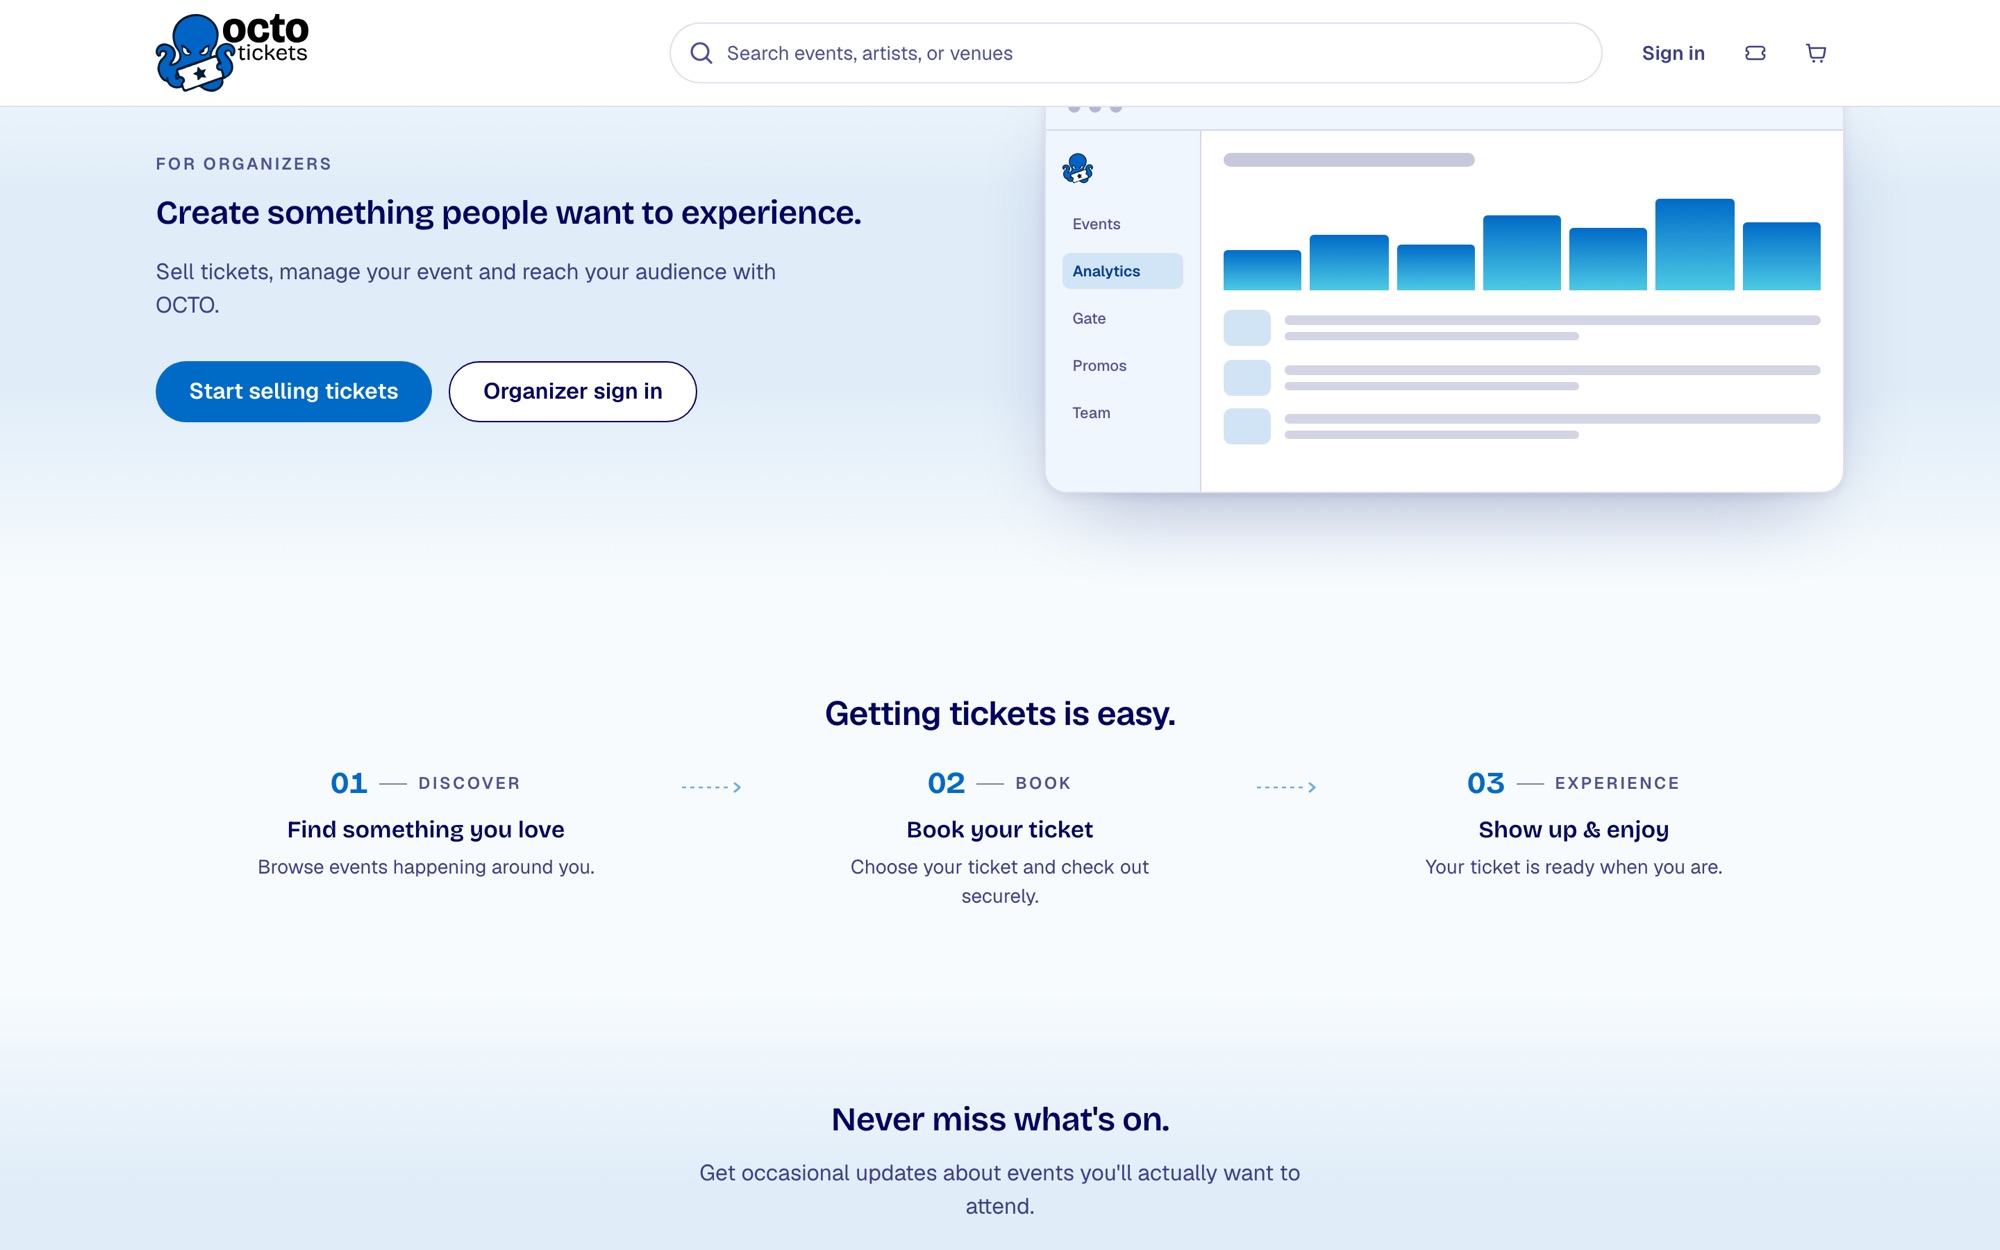 octo
tickets
Search events, artists, or venues
Sign in
FOR ORGANIZERS
Create something people want to experience.
Sell tickets, manage your event and reach your audience with
OCTO.
Start selling tickets
Organizer sign in
Events
Analytics
Gate
Promos
Team
Getting tickets is easy.
01 — DISCOVER
Find something you love
Browse events happening around you.
02 — BOOK
Book your ticket
Choose your ticket and check out
securely.
03 — EXPERIENCE
Show up & enjoy
Your ticket is ready when you are.
Never miss what's on.
Get occasional updates about events you'll actually want to
attend.